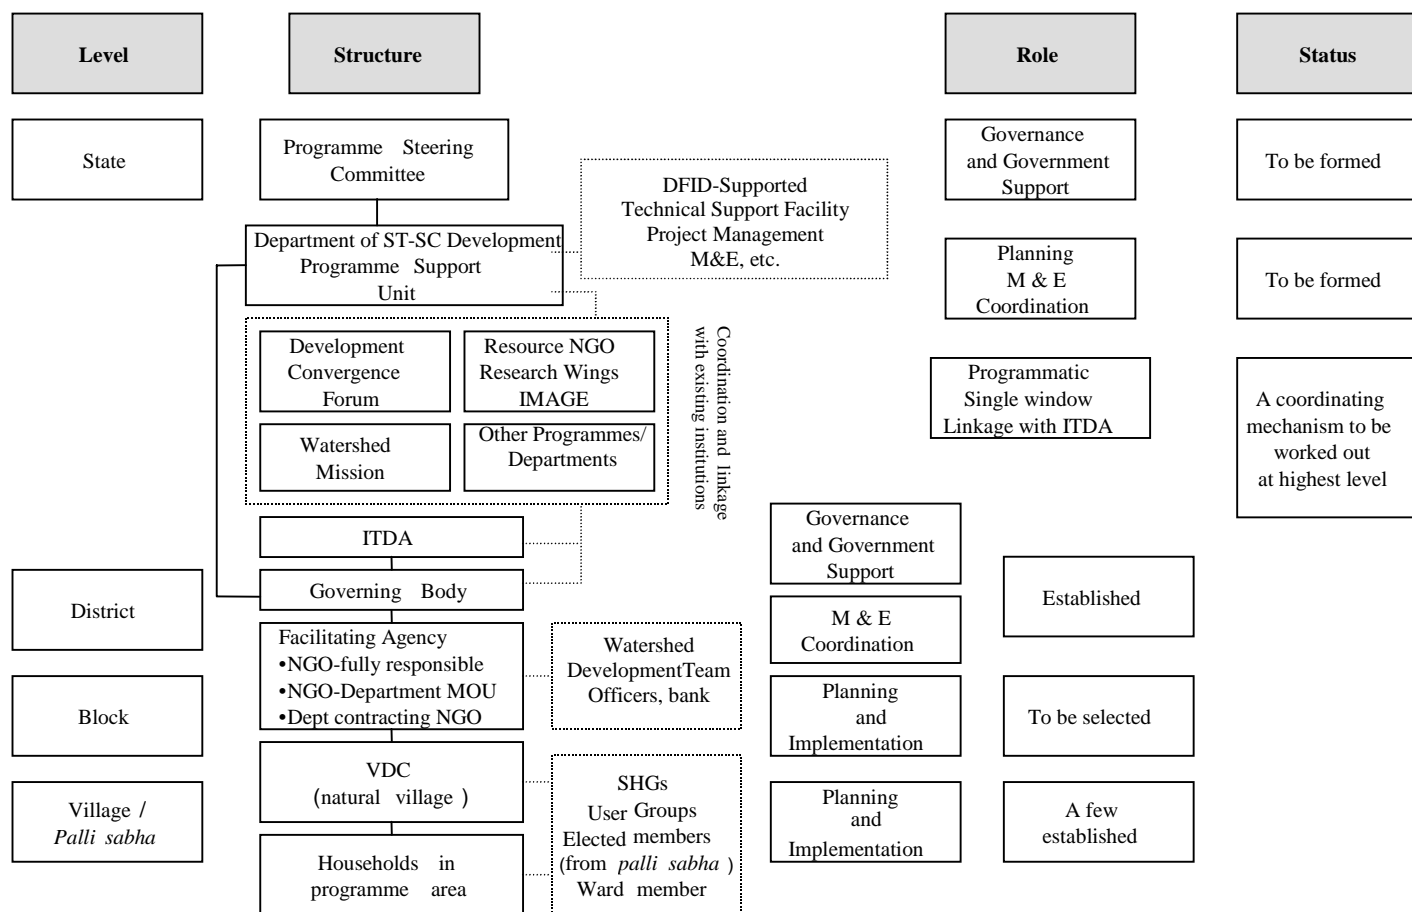 Level
Structure
Role
Status
State
Programme Steering
Committee
DFID-Supported
Technical Support Facility
Project Management
M&E, etc.
Governance
and Government
Support
To be formed
Department of ST-SC Development
Programme Support
Unit
Planning
M & E
Coordination
To be formed
Development
Convergence
Forum
Resource NGO
Research Wings
IMAGE
Watershed
Mission
Other Programmes/
Departments
Coordination and linkage
with existing institutions
Programmatic
Single window
Linkage with ITDA
A coordinating
mechanism to be
worked out
at highest level
ITDA
Governance
and Government
Support
District
Governing Body
M & E
Coordination
Established
Facilitating Agency
•NGO-fully responsible
•NGO-Department MOU
•Dept contracting NGO
Watershed
DevelopmentTeam
Officers, bank
Block
Planning
and
Implementation
To be selected
VDC
(natural village )
SHGs
User Groups
Elected members
(from palli sabha )
Ward member
Village /
Palli sabha
Planning
and
Implementation
A few
established
Households in
programme area